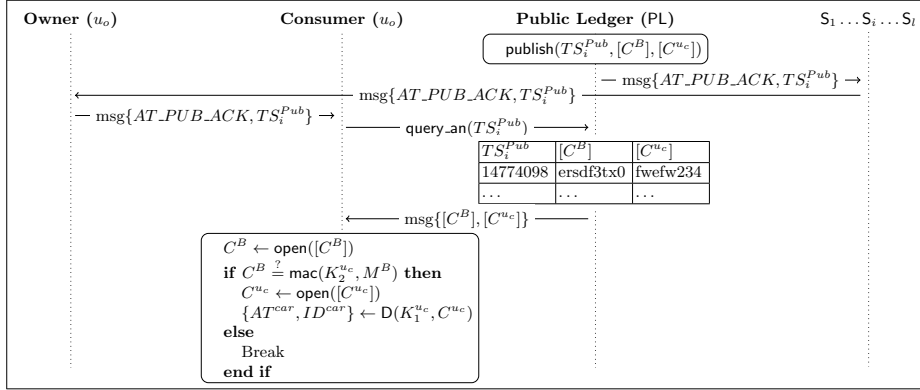 Owner (u_o) Consumer (u_o) Public Ledger (PL) S_1 ... S_i ... S_l
publish(TS_i^{Pub}, [C^B], [C^{u_c}])
msg{AT_PUB_ACK, TS_i^{Pub}}
msg{AT_PUB_ACK, TS_i^{Pub}}
msg{AT_PUB_ACK, TS_i^{Pub}}
query_an(TS_i^{Pub})
TS_i^{Pub} [C^B] [C^{u_c}]
14774098 ersdf3tx0 fwefw234
... ... ...
msg{[C^B], [C^{u_c}]}
C^B ← open([C^B])
if C^B ≟ mac(K_2^{u_c}, M^B) then
C^{u_c} ← open([C^{u_c}])
{AT^{car}, ID^{car}} ← D(K_1^{u_c}, C^{u_c})
else
Break
end if